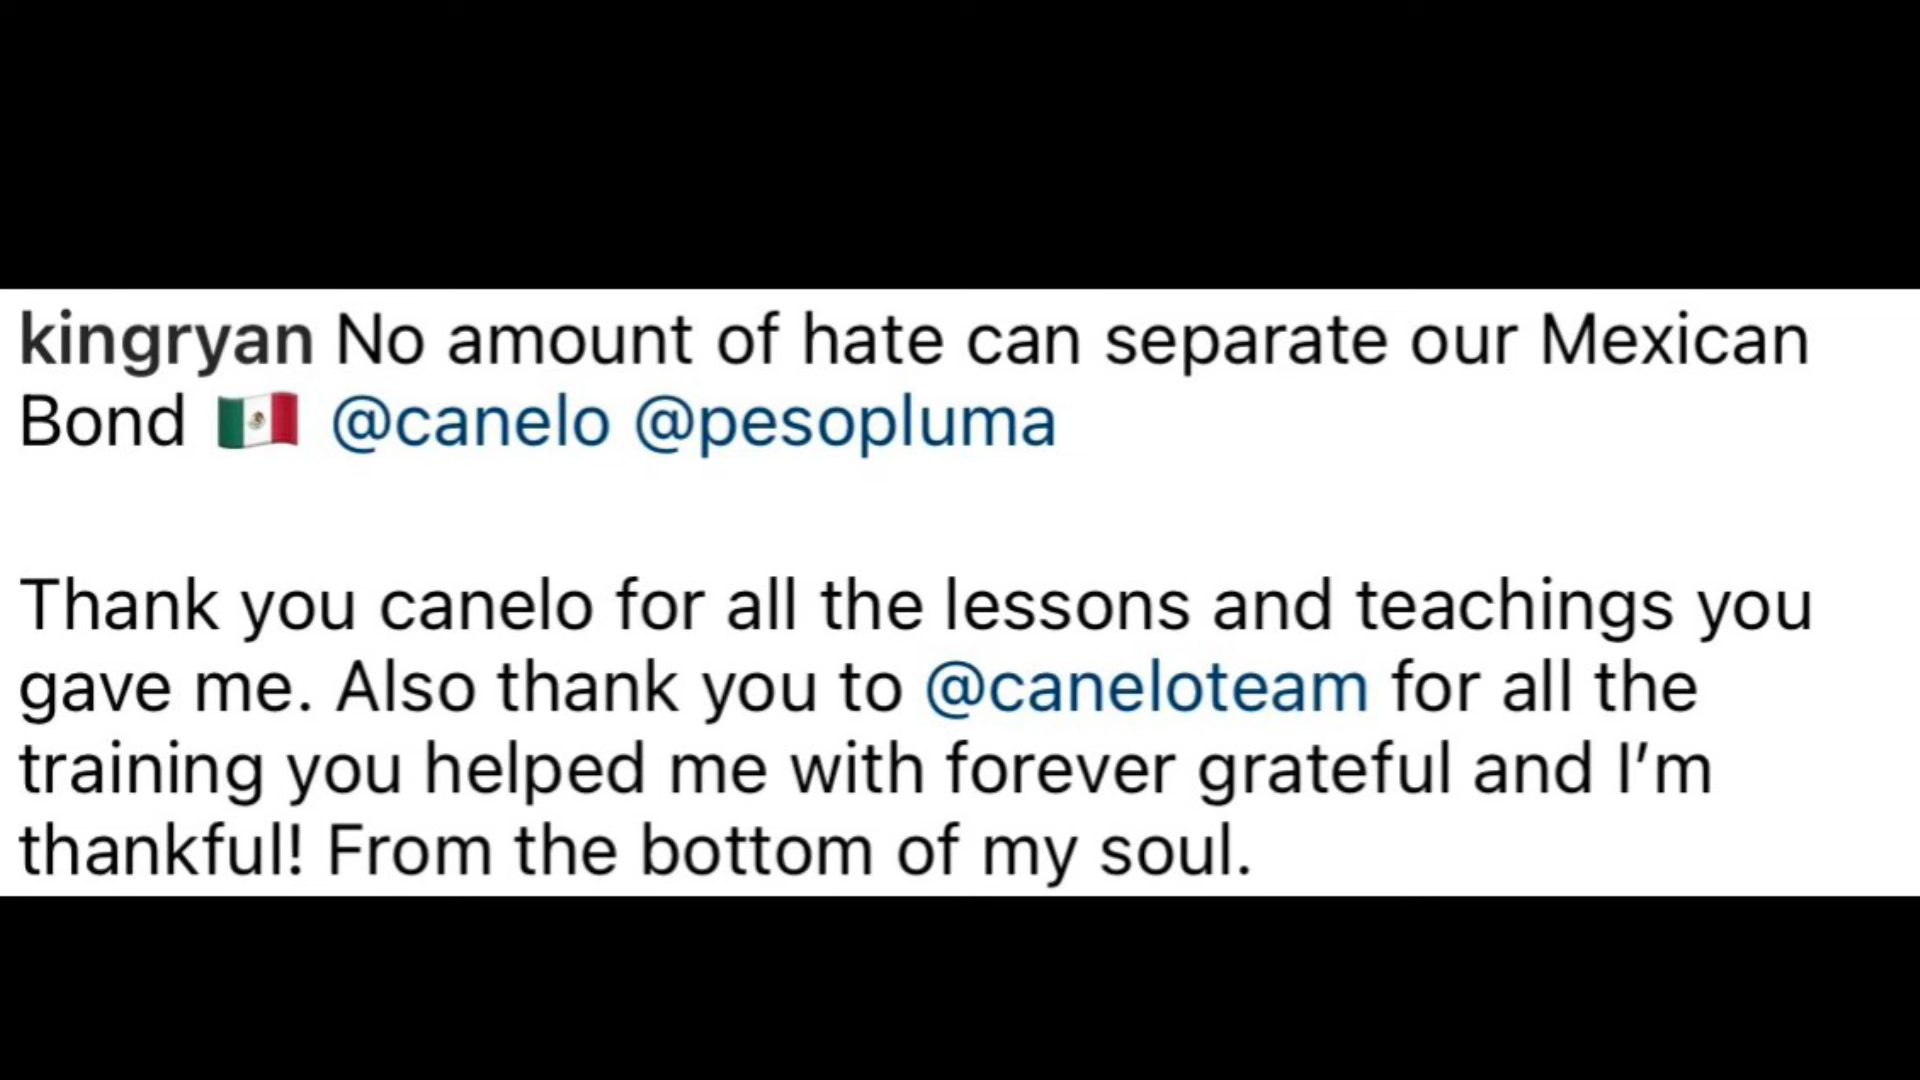 kingryan No amount of hate can separate our Mexican
Bond 🇲🇽 @canelo @pesopluma
Thank you canelo for all the lessons and teachings you
gave me. Also thank you to @caneloteam for all the
training you helped me with forever grateful and I’m
thankful! From the bottom of my soul.